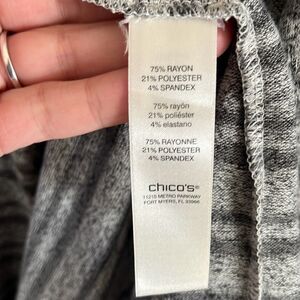 75% RAYON
21% POLYESTER
4% SPANDEX
75% rayón
21% poliéster
4% elastano
75% RAYONNE
21% POLYESTER
4% SPANDEX
chico's®
11215 METRO PARKWAY
FORT MYERS, FL 33966